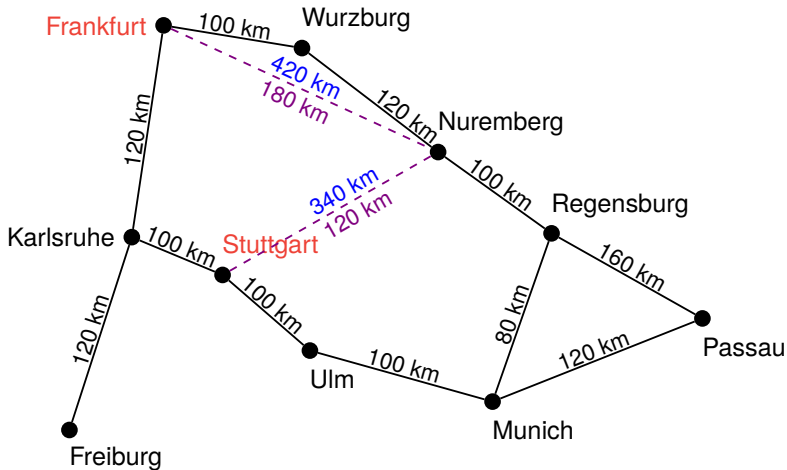 Wurzburg
Frankfurt
100 km
420 km
180 km
120 km
Nuremberg
120 km
100 km
340 km
120 km
Regensburg
Karlsruhe
100 km
Stuttgart
160 km
100 km
80 km
120 km
120 km
Passau
100 km
Ulm
Munich
Freiburg